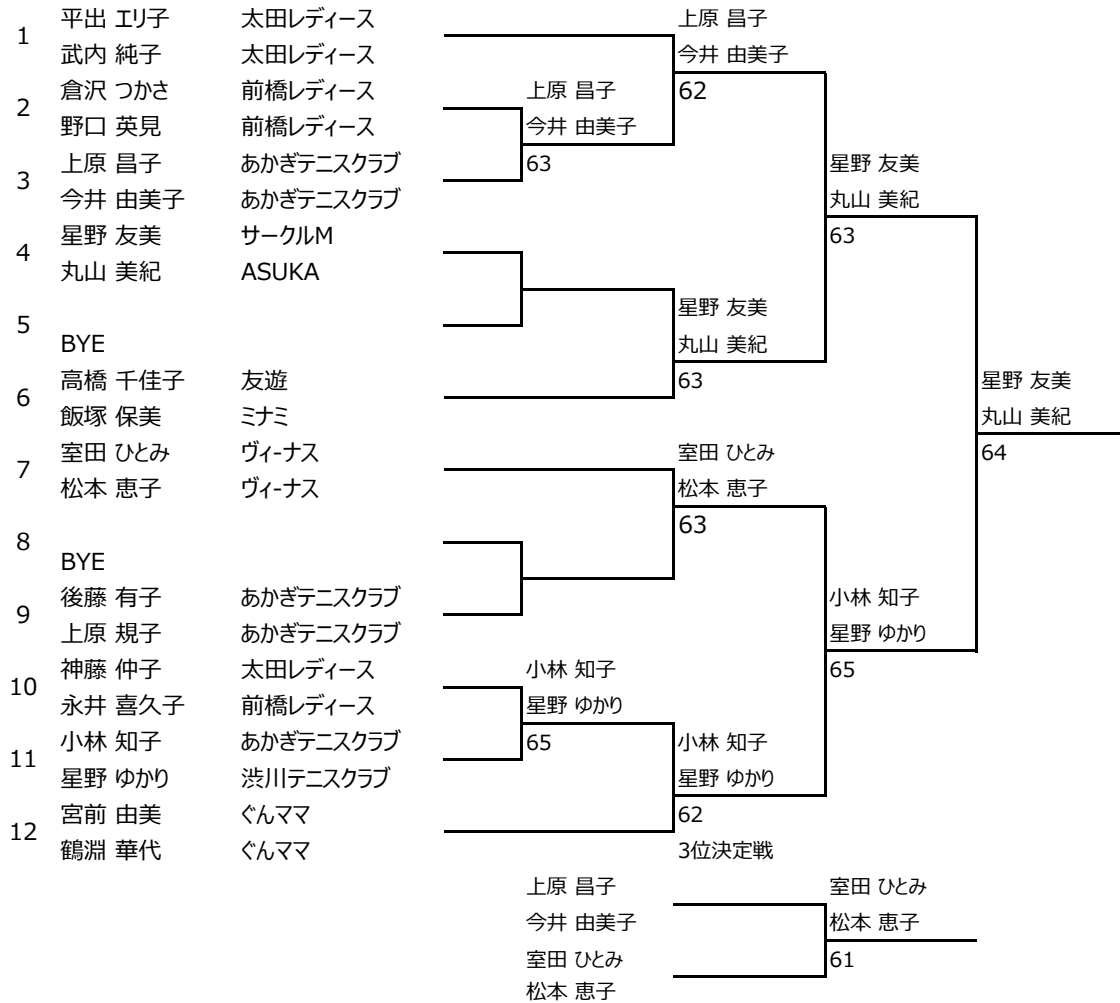 1 平出 エリ子 太田レディース
武内 純子 太田レディース
2 倉沢 つかさ 前橋レディース
野口 英見 前橋レディース
3 上原 昌子 あかぎテニスクラブ
今井 由美子 あかぎテニスクラブ
4 星野 友美 サークルM
丸山 美紀 ASUKA
5
BYE
6 高橋 千佳子 友遊
飯塚 保美 ミナミ
7 室田 ひとみ ヴィ-ナス
松本 恵子 ヴィ-ナス
8
BYE
9 後藤 有子 あかぎテニスクラブ
上原 規子 あかぎテニスクラブ
10 神藤 仲子 太田レディース
永井 喜久子 前橋レディース
11 小林 知子 あかぎテニスクラブ
星野 ゆかり 渋川テニスクラブ
12 宮前 由美 ぐんママ
鶴淵 華代 ぐんママ
上原 昌子
今井 由美子
63
小林 知子
星野 ゆかり
65
上原 昌子
今井 由美子
62
星野 友美
丸山 美紀
63
室田 ひとみ
松本 恵子
63
小林 知子
星野 ゆかり
62
星野 友美
丸山 美紀
63
小林 知子
星野 ゆかり
65
星野 友美
丸山 美紀
64
3位決定戦
上原 昌子
今井 由美子
室田 ひとみ
松本 恵子
室田 ひとみ
松本 恵子
61